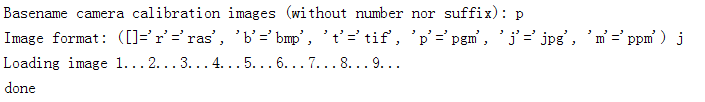 Basename camera calibration images (without number nor suffix): p
Image format: ([]='r'='ras', 'b'='bmp', 't'='tif', 'p'='pgm', 'j'='jpg', 'm'='ppm') j
Loading image 1...2...3...4...5...6...7...8...9...
done